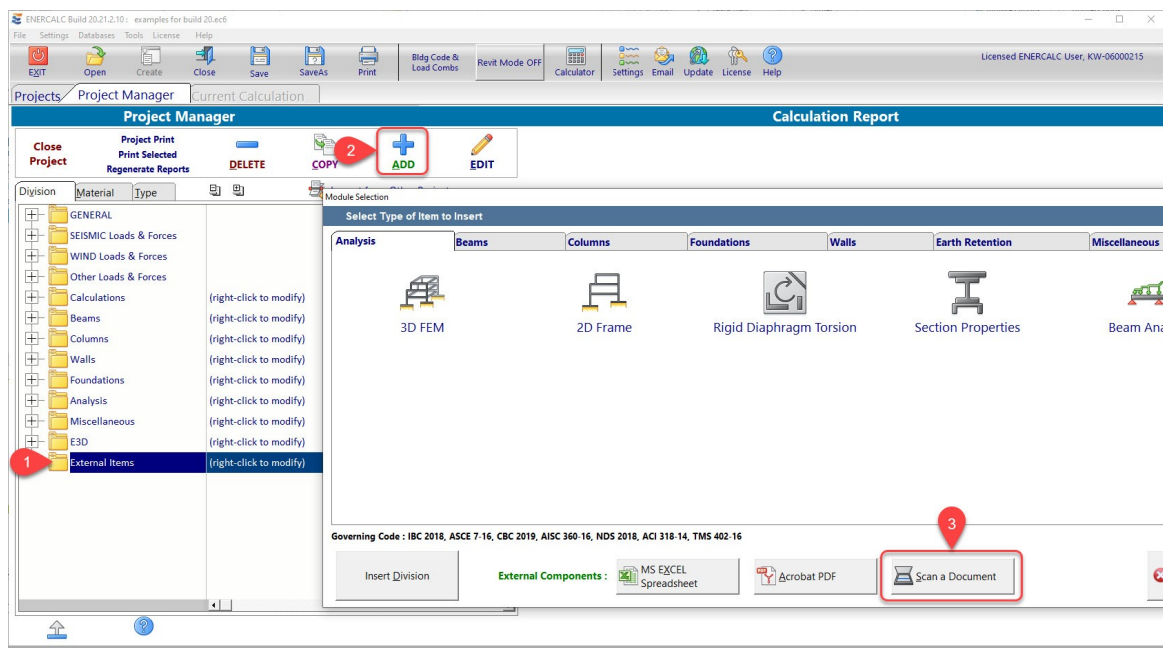 ENERCALC Build 20.21.2.10 : examples for build 20.ec6
File Settings Databases Tools License Help
EXIT Open Create Close Save SaveAs Print Bldg Code & Load Combs Revit Mode OFF Calculator Settings Email Update License Help Licensed ENERCALC User, KW-06000215
Projects Project Manager Current Calculation
Project Manager Calculation Report
Close Project
Project Print
Print Selected
Regenerate Reports
DELETE COPY 2 ADD EDIT
Division Material Type
Module Selection
Select Type of Item to Insert
Analysis Beams Columns Foundations Walls Earth Retention Miscellaneous
3D FEM 2D Frame Rigid Diaphragm Torsion Section Properties Beam Ana
GENERAL
SEISMIC Loads & Forces
WIND Loads & Forces
Other Loads & Forces
Calculations (right-click to modify)
Beams (right-click to modify)
Columns (right-click to modify)
Walls (right-click to modify)
Foundations (right-click to modify)
Analysis (right-click to modify)
Miscellaneous (right-click to modify)
E3D (right-click to modify)
1 External Items (right-click to modify)
Governing Code : IBC 2018, ASCE 7-16, CBC 2019, AISC 360-16, NDS 2018, ACI 318-14, TMS 402-16
3
Insert Division External Components : MS EXCEL Spreadsheet Acrobat PDF Scan a Document